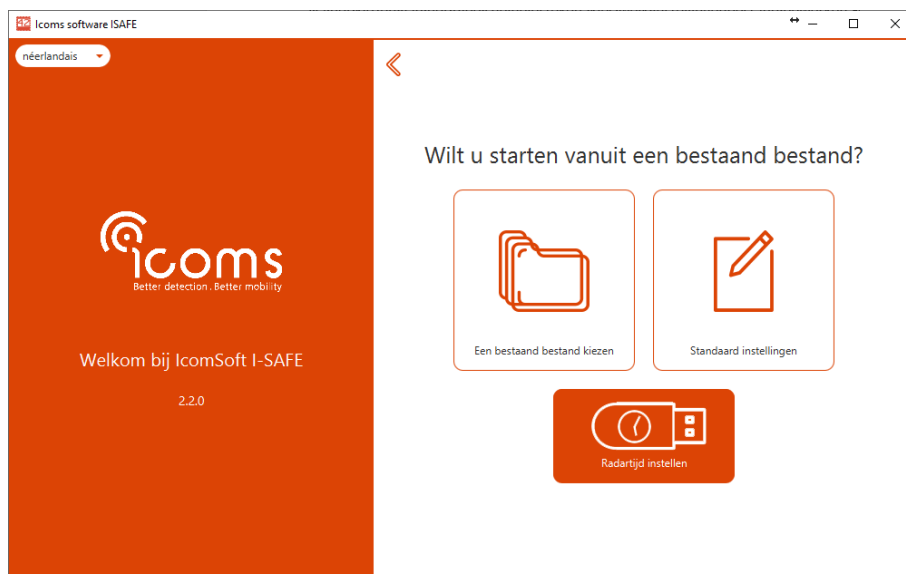 Icoms software ISAFE
néerlandais
icoms
Better detection . Better mobility
Welkom bij IcomSoft I-SAFE
2.2.0
Wilt u starten vanuit een bestaand bestand?
Een bestaand bestand kiezen
Standaard instellingen
Radartijd instellen